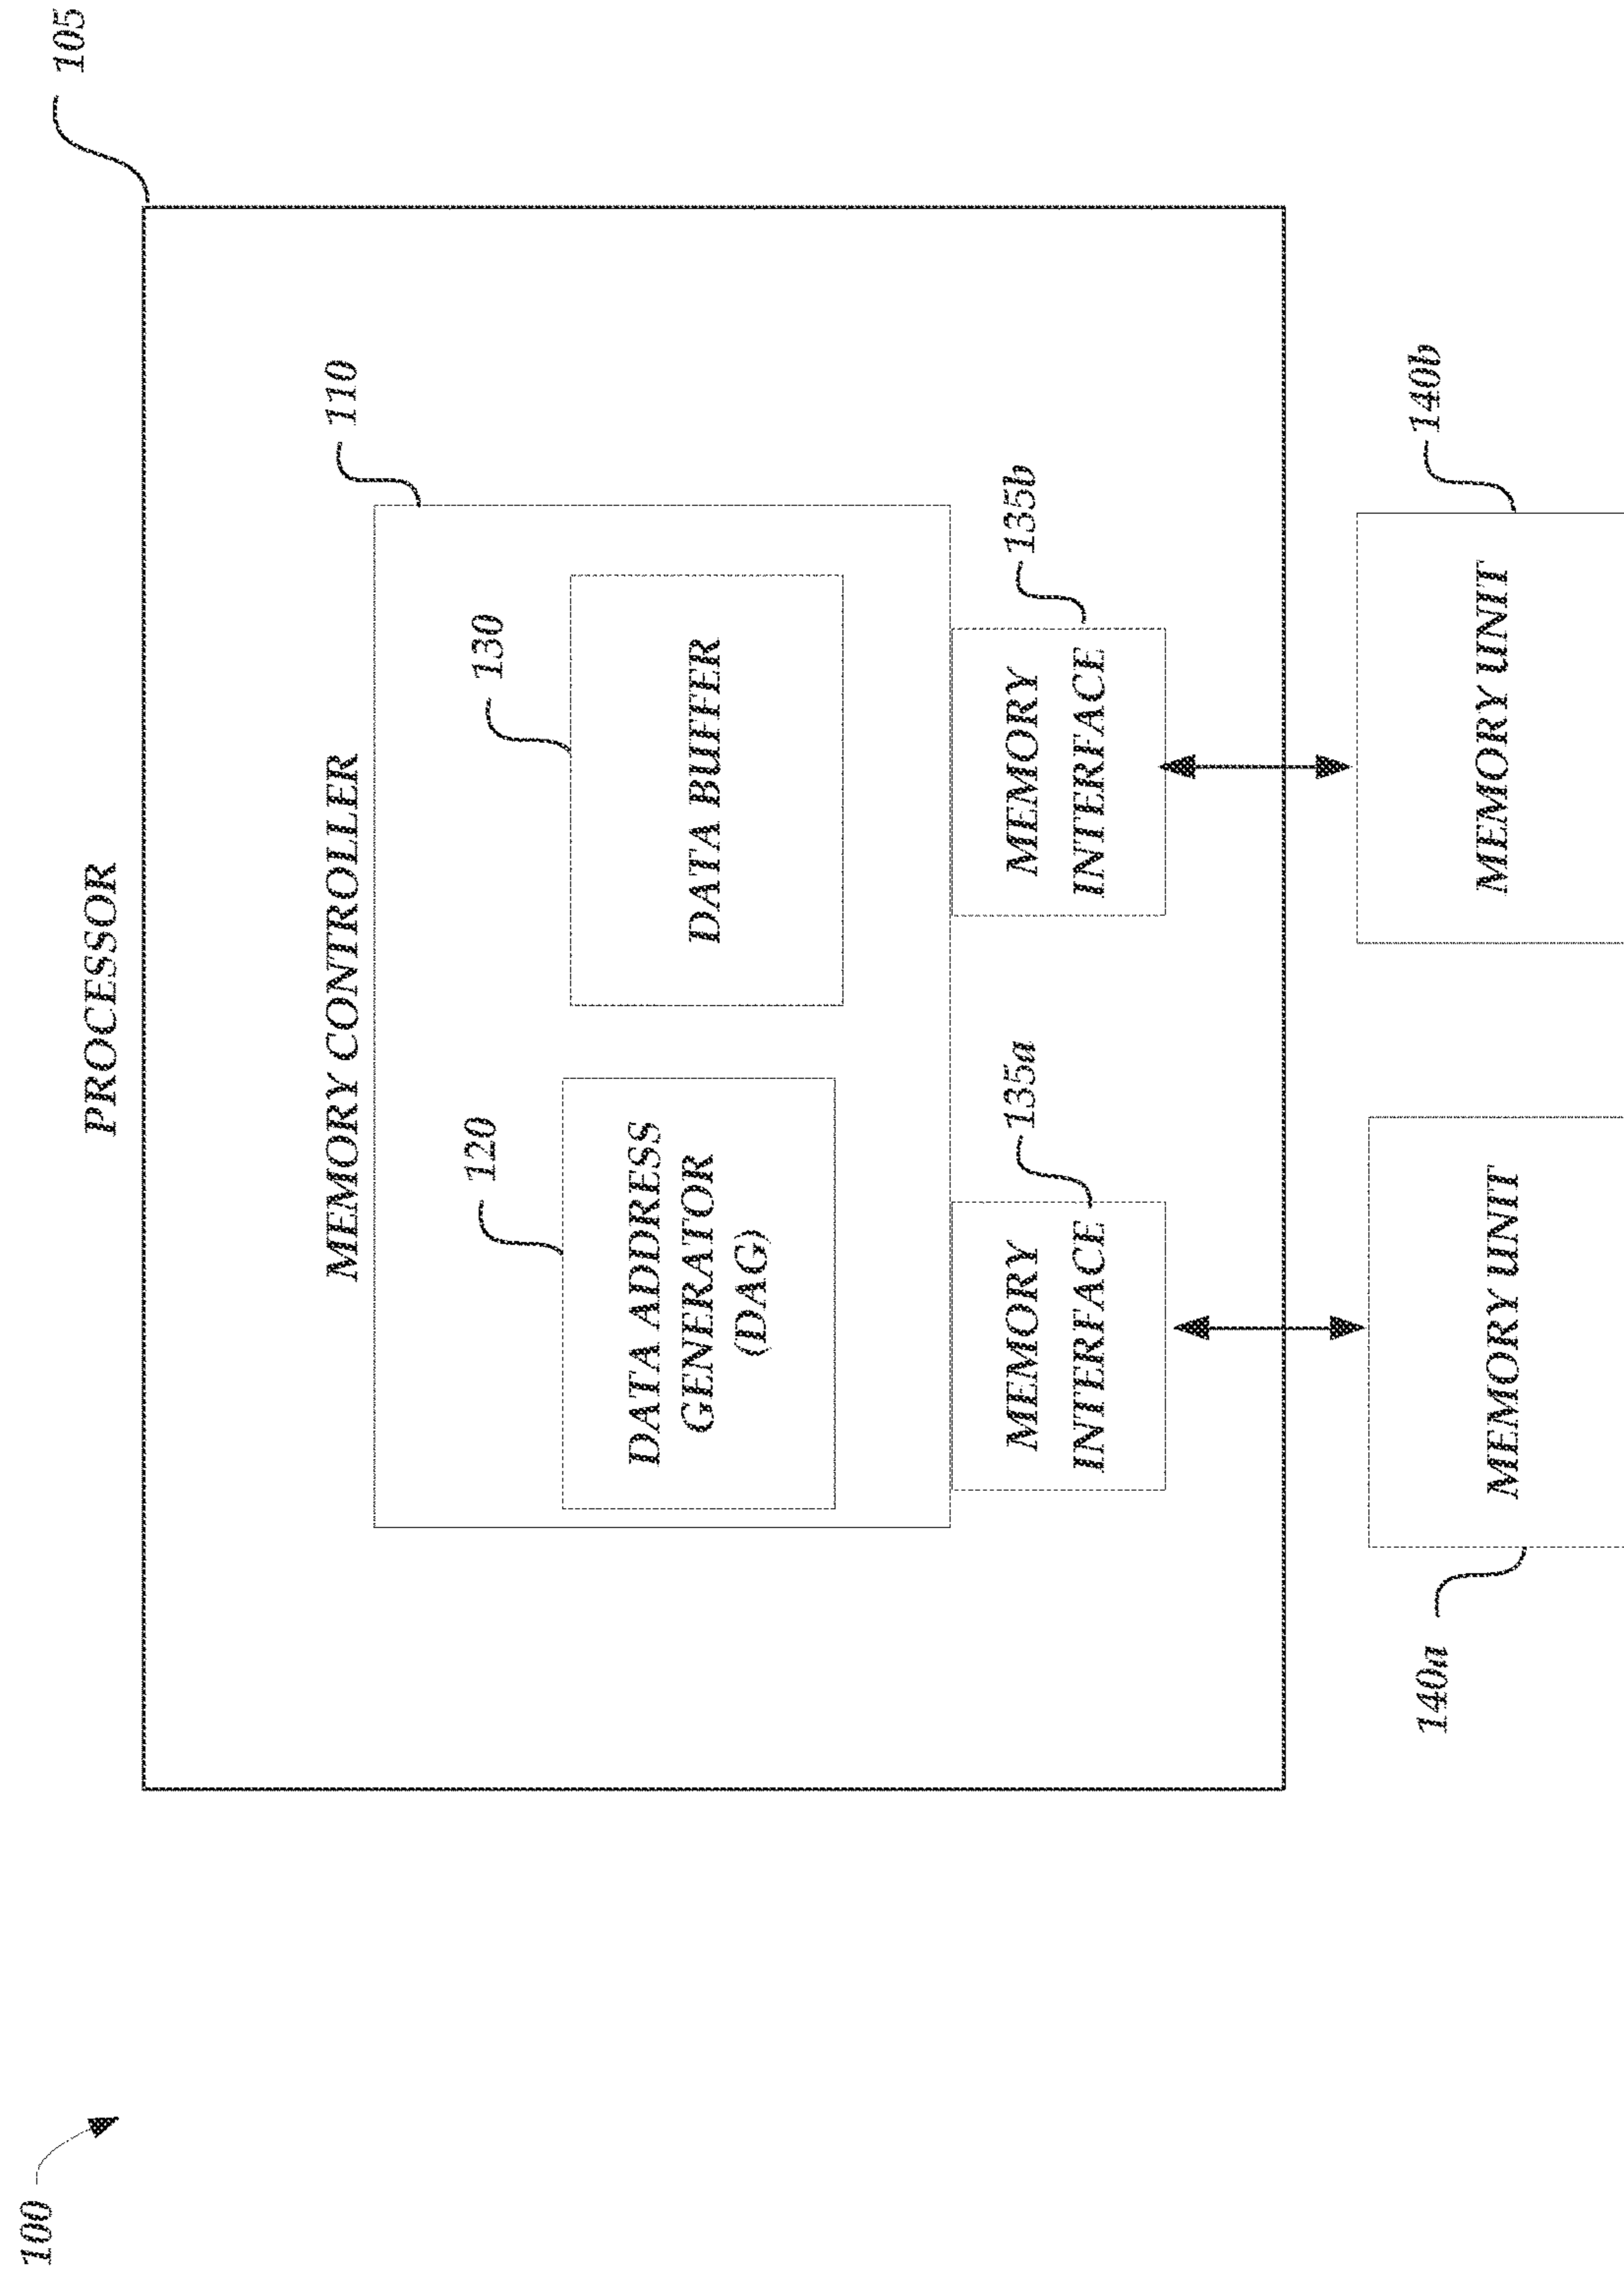 100
105
PROCESSOR
MEMORY CONTROLLER
110
120
130
DATA ADDRESS
GENERATOR
(DAG)
DATA BUFFER
135a
135b
MEMORY
INTERFACE
MEMORY
INTERFACE
140a
140b
MEMORY UNIT
MEMORY UNIT